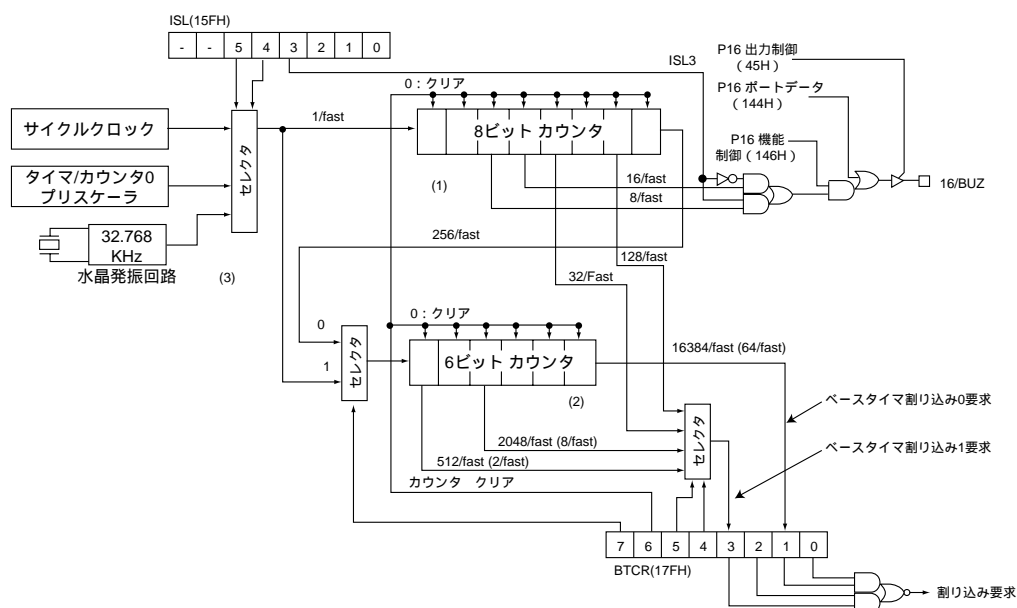 ISL(15FH)
- - 5 4 3 2 1 0
ISL3
P16 出力制御
（45H）
P16 ポートデータ
（144H）
P16 機能
制御（146H）
16/BUZ
0：クリア
サイクルクロック
1/fast
8ビット カウンタ
セレクタ
タイマ/カウンタ0
プリスケーラ
(1)
16/fast
8/fast
32.768
KHz
水晶発振回路
(3)
256/fast
128/fast
32/Fast
0：クリア
0
1
セレクタ
6ビット カウンタ
(2)
16384/fast (64/fast)
ベースタイマ割り込み0要求
セレクタ
2048/fast (8/fast)
512/fast (2/fast)
ベースタイマ割り込み1要求
カウンタ クリア
7 6 5 4 3 2 1 0
BTCR(17FH)
割り込み要求